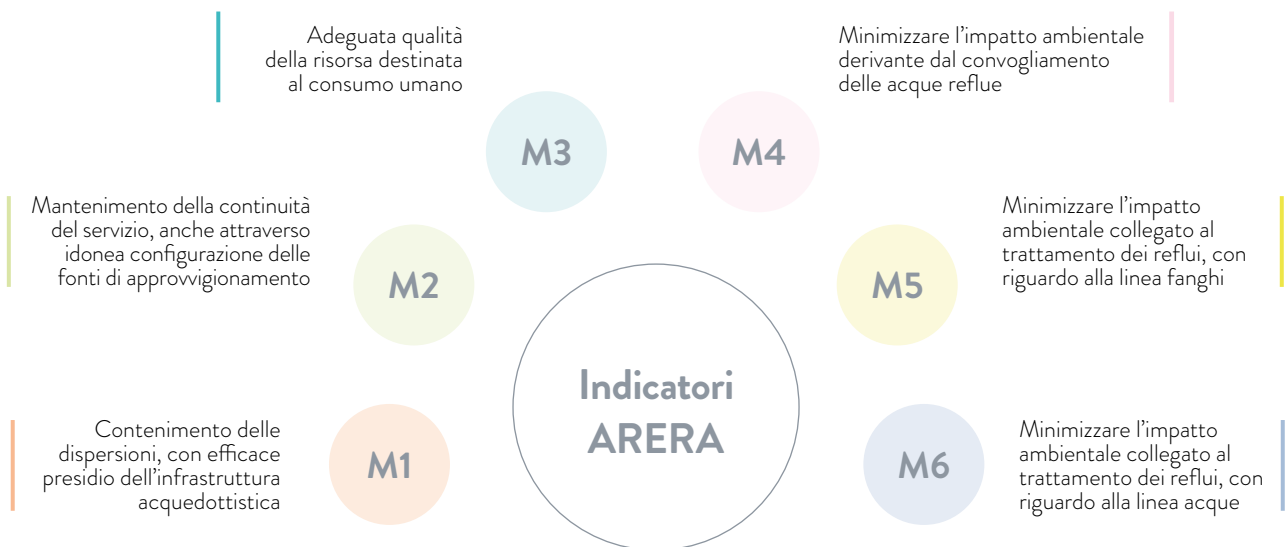 Adeguata qualità
della risorsa destinata
al consumo umano
M3
Minimizzare l’impatto ambientale
derivante dal convogliamento
delle acque reflue
M4
Mantenimento della continuità
del servizio, anche attraverso
idonea configurazione delle
fonti di approvvigionamento
M2
Minimizzare l’impatto
ambientale collegato al
trattamento dei reflui, con
riguardo alla linea fanghi
M5
Indicatori
ARERA
Contenimento delle
dispersioni, con efficace
presidio dell’infrastruttura
acquedottistica
M1
Minimizzare l’impatto
ambientale collegato al
trattamento dei reflui, con
riguardo alla linea acque
M6